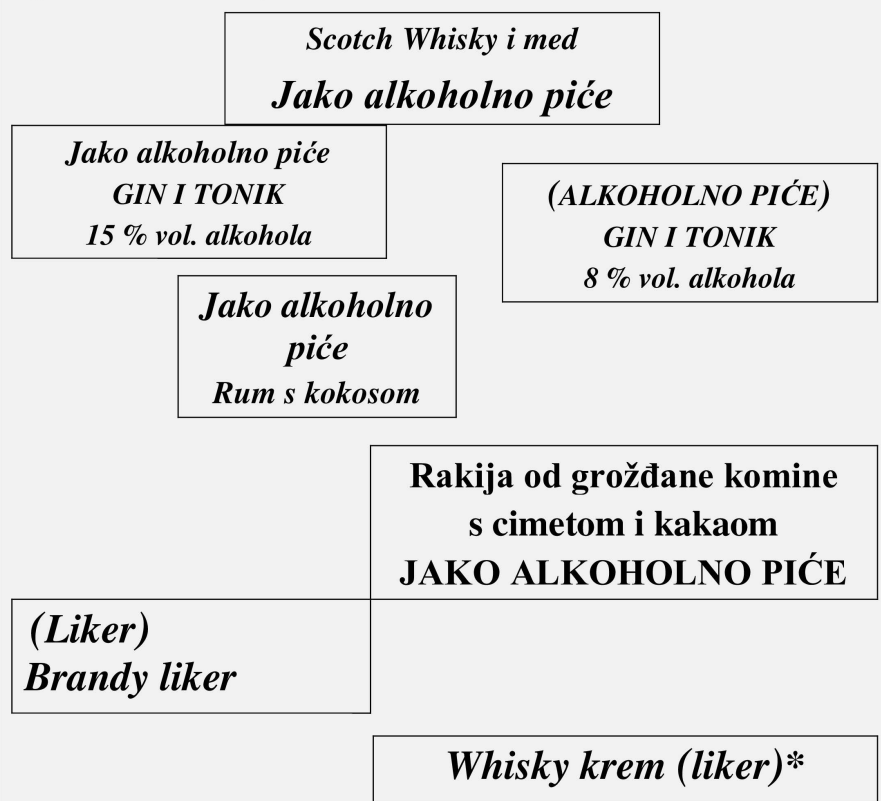 Scotch Whisky i med
Jako alkoholno piće
Jako alkoholno piće
GIN I TONIK
15 % vol. alkohola
(ALKOHOLNO PIĆE)
GIN I TONIK
8 % vol. alkohola
Jako alkoholno
piće
Rum s kokosom
Rakija od grožđane komine
s cimetom i kakaom
JAKO ALKOHOLNO PIĆE
(Liker)
Brandy liker
Whisky krem (liker)*